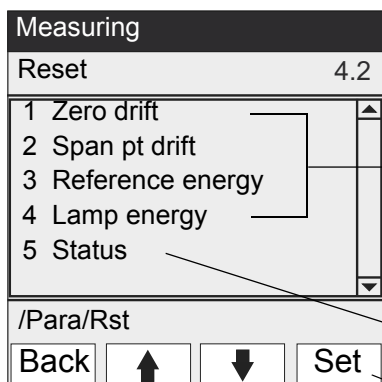 Measuring
Reset 4.2
1 Zero drift
2 Span pt drift
3 Reference energy
4 Lamp energy
5 Status
/Para/Rst
Back Set